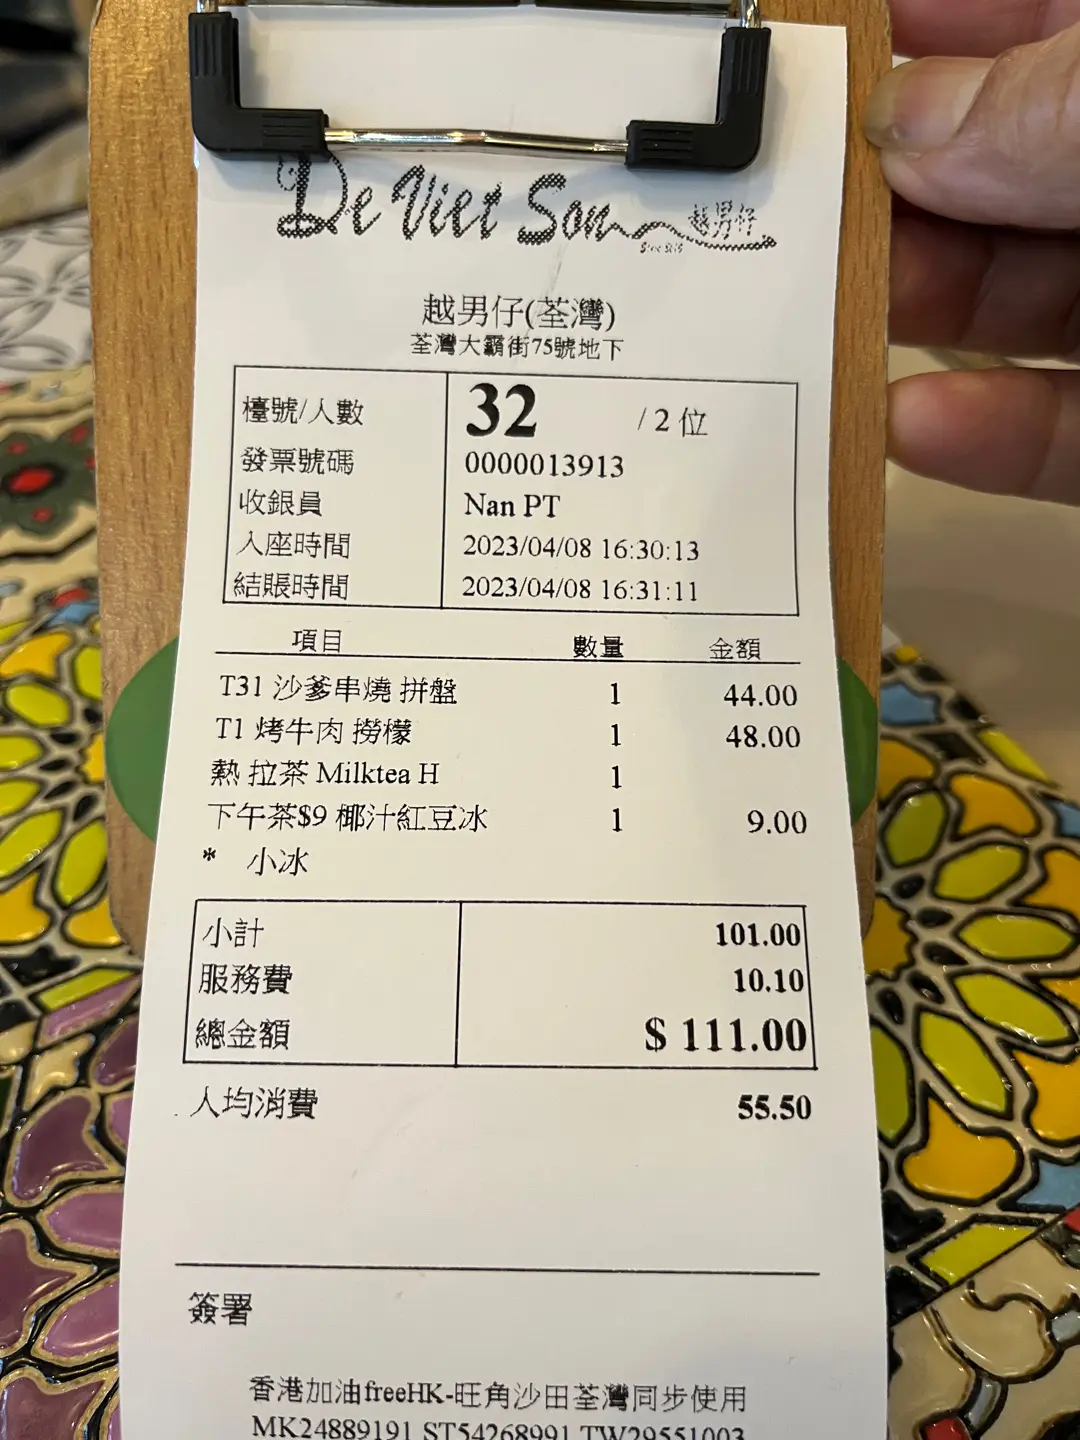 De Viet Son 越男仔
越男仔(荃灣)
荃灣大霸街75號地下
檯號/人數 32 / 2 位
發票號碼 0000013913
收銀員 Nan PT
入座時間 2023/04/08 16:30:13
結賬時間 2023/04/08 16:31:11
項目 數量 金額
T31 沙爹串燒 拼盤 1 44.00
T1 烤牛肉 撈檬 1 48.00
熱 拉茶 Milktea H 1
下午茶$9 椰汁紅豆冰 1 9.00
* 小冰
小計 101.00
服務費 10.10
總金額 $ 111.00
人均消費 55.50
簽署
香港加油freeHK-旺角沙田荃灣同步使用
MK24889191 ST54268991 TW29551003